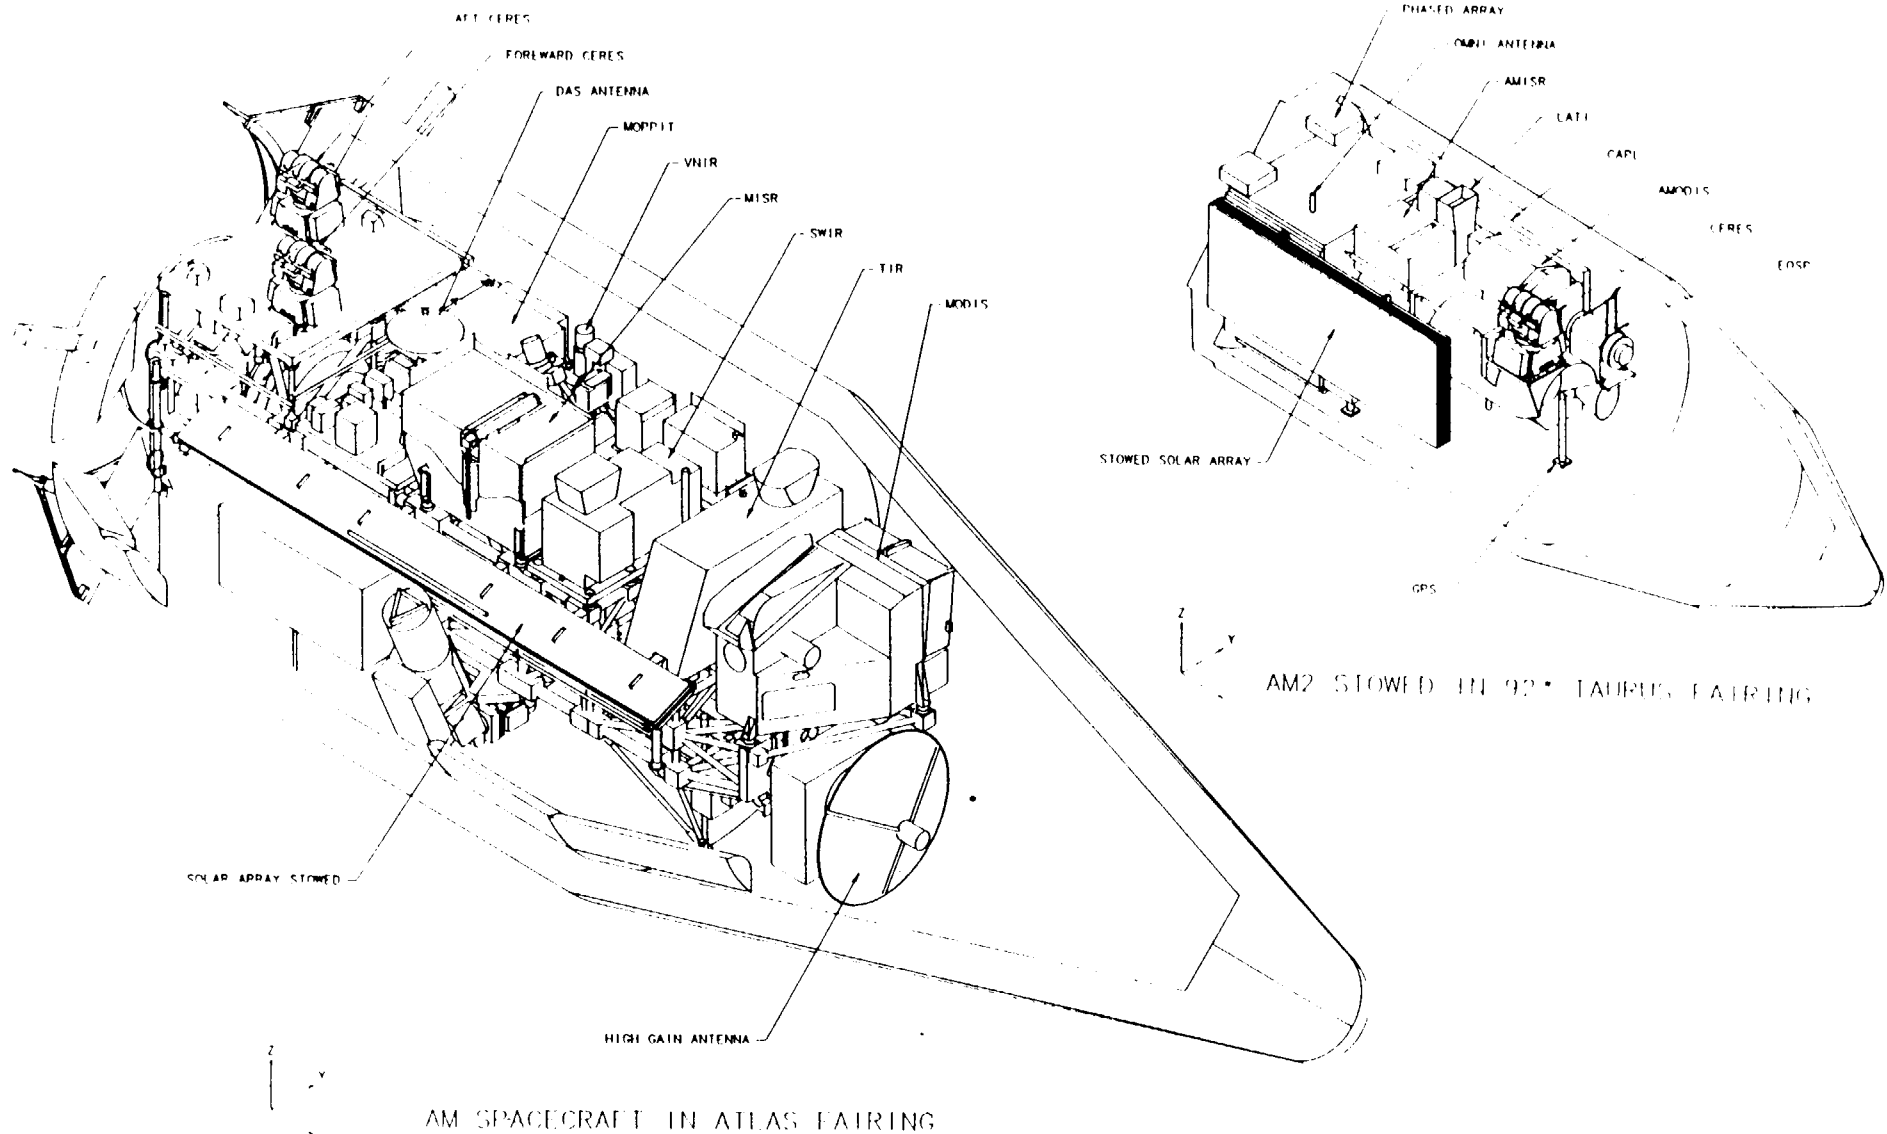 AFT CERES
FOREWARD CERES
DAS ANTENNA
MOPPIT
VNIR
MISR
SWIR
TIR
MODIS
SOLAR ARRAY STOWED
HIGH GAIN ANTENNA
Z
Y
AM SPACECRAFT IN ATLAS FAIRING
PHASED ARRAY
OMNI ANTENNA
AMISR
LATI
CAPL
AMODIS
CERES
EOSP
STOWED SOLAR ARRAY
GPS
Z
Y
AM2 STOWED IN 92" TAURUS FAIRING